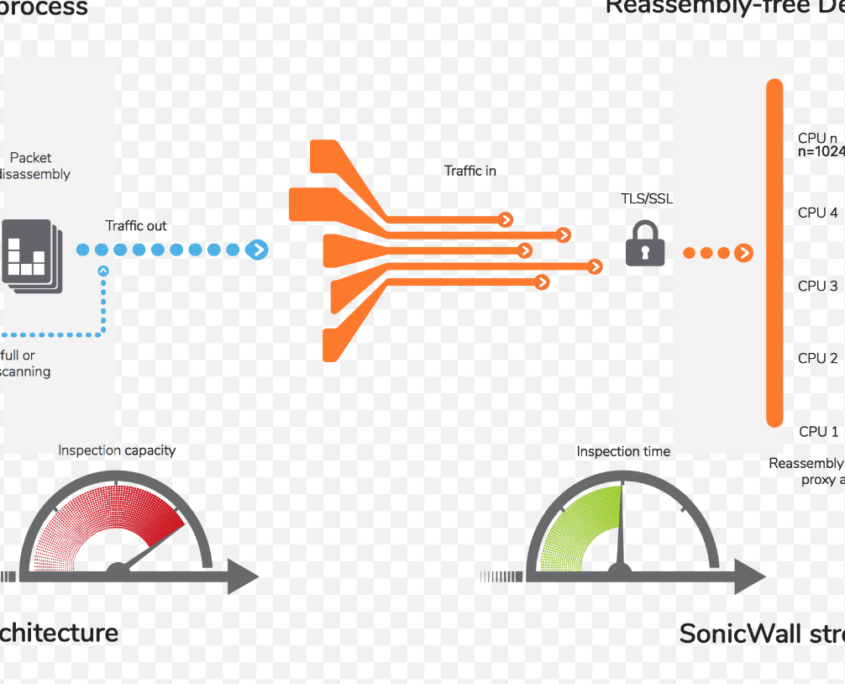 process
Reassembly-free De
Packet
disassembly
Traffic out
full or
scanning
Traffic in
TLS/SSL
CPU n
n=1024
CPU 4
CPU 3
CPU 2
CPU 1
Reassembly
proxy a
Inspection capacity
Inspection time
chitecture
SonicWall stre